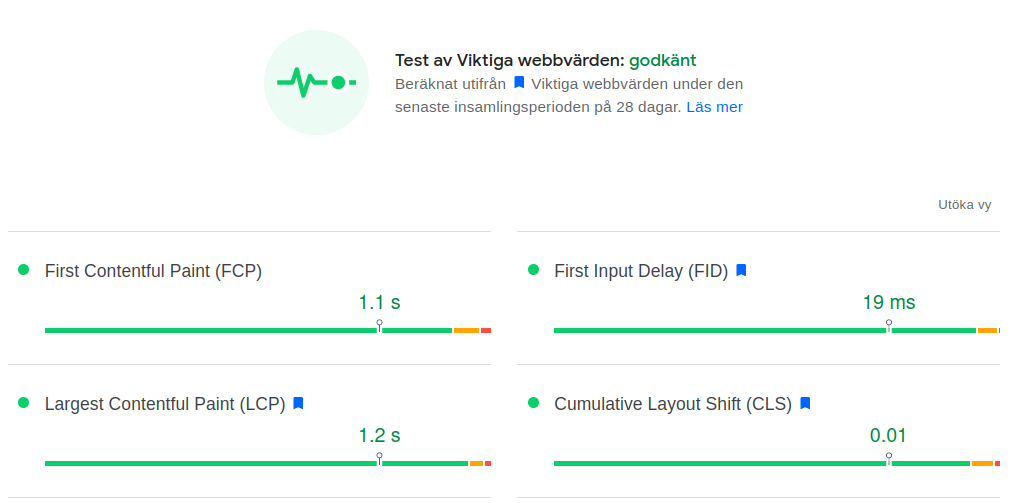 Test av Viktiga webbvärden: godkänt
Beräknat utifrån Viktiga webbvärden under den
senaste insamlingsperioden på 28 dagar. Läs mer
Utöka vy
First Contentful Paint (FCP)
1.1 s
First Input Delay (FID)
19 ms
Largest Contentful Paint (LCP)
1.2 s
Cumulative Layout Shift (CLS)
0.01